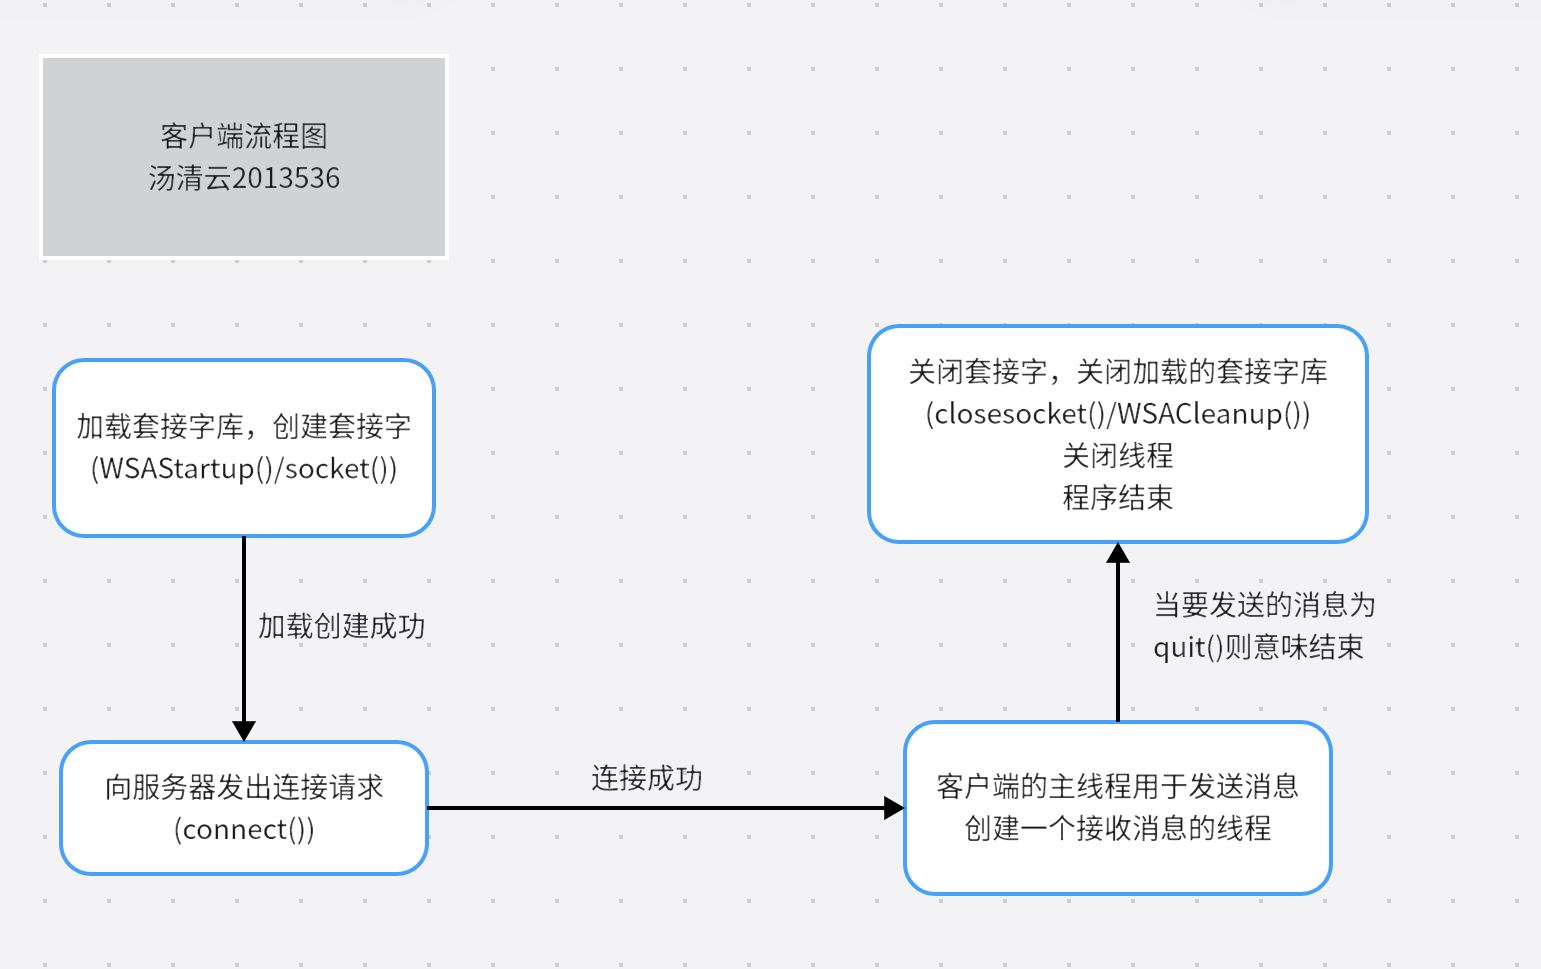 客户端流程图
汤清云2013536
加载套接字库，创建套接字
(WSAStartup()/socket())
加载创建成功
向服务器发出连接请求
(connect())
连接成功
客户端的主线程用于发送消息
创建一个接收消息的线程
当要发送的消息为
quit()则意味结束
关闭套接字，关闭加载的套接字库
(closesocket()/WSACleanup())
关闭线程
程序结束